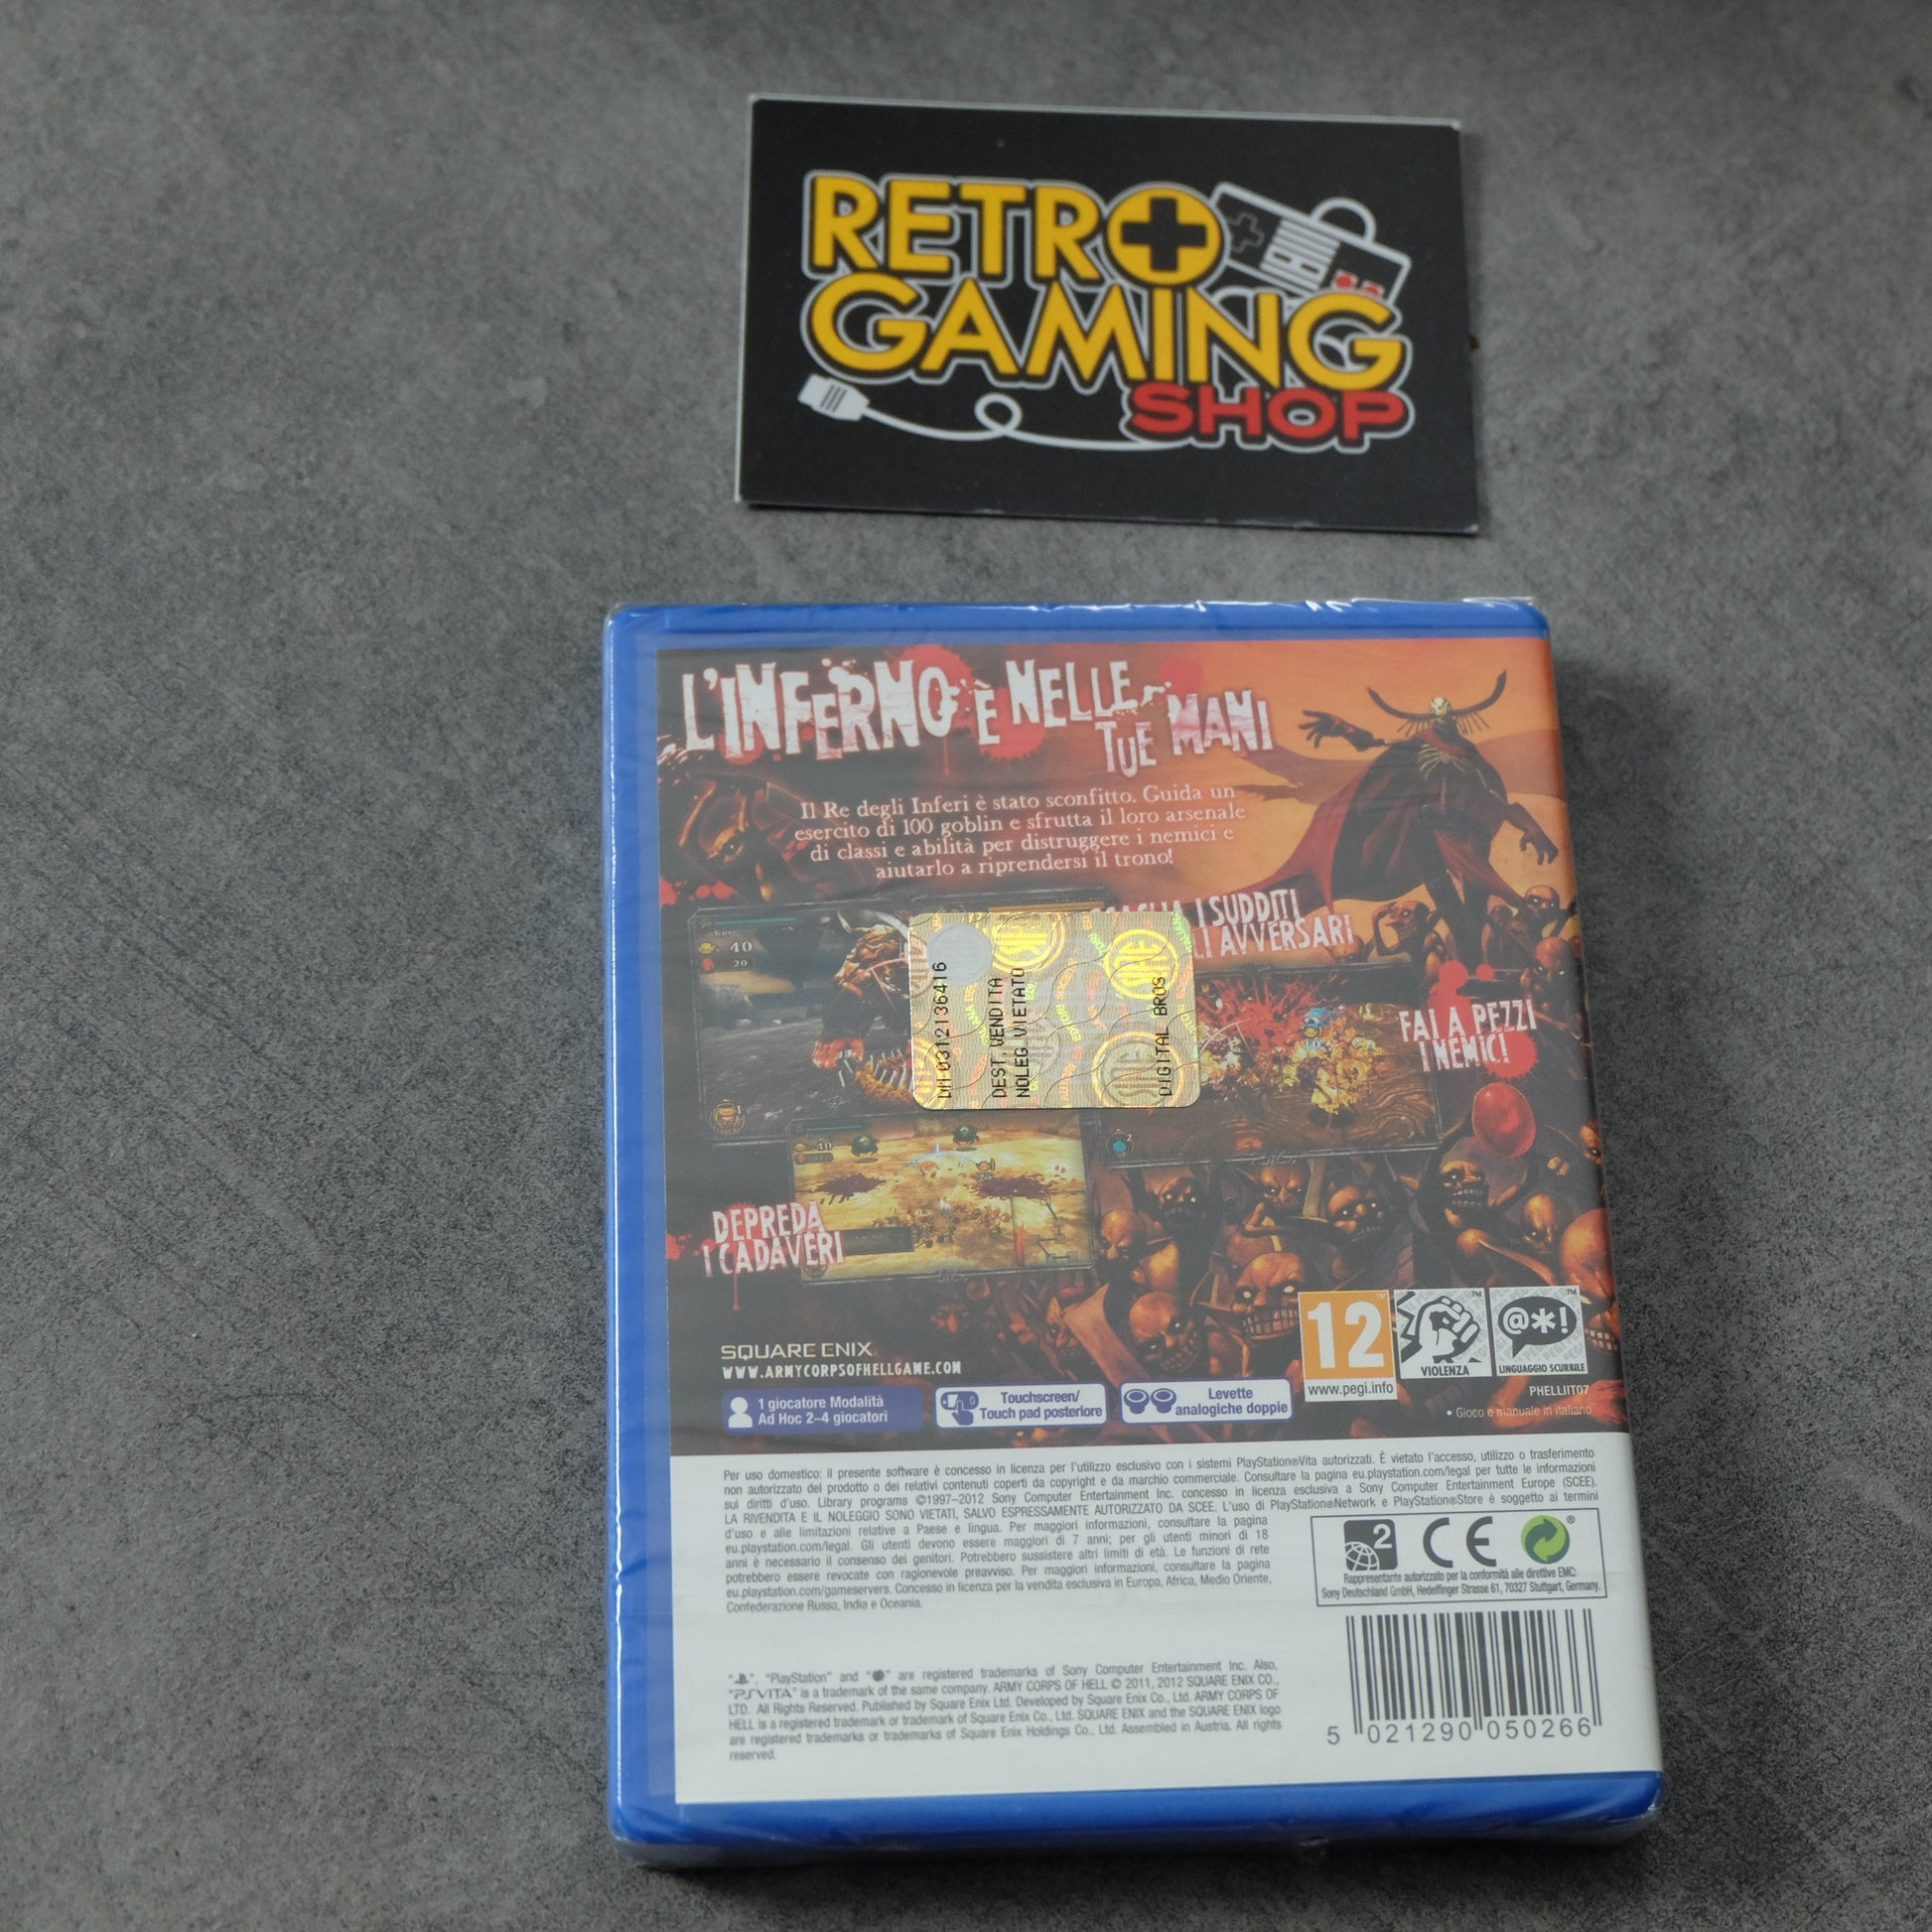 RETRO
GAMING
SHOP
L'INFERNO È NELLE
TUE MANI
Il Re degli Inferi è stato sconfitto. Guida un
esercito di 100 goblin e sfrutta il loro arsenale
di classi e abilità per distruggere i nemici e
aiutarlo a riprendersi il trono!
I SUDDITI
AVVERSARI
King
40
20
DM1031213​6416
DEST.VENDITA
NOLEG.VIETATO
DIGITAL BROS
SIAE
FAI A PEZZI
I NEMICI
40
2
DEPREDA
I CADAVERI
SQUARE ENIX
WWW.ARMYCORPSOFHELLGAME.COM
12
www.pegi.info
VIOLENZA
@*!
LINGUAGGIO SCURRILE
PHELLIIT07
• Gioco e manuale in italiano
1 giocatore Modalità
Ad Hoc 2~4 giocatori
Touchscreen/
Touch pad posteriore
Levette
analogiche doppie
Per uso domestico: il presente software è concesso in licenza per l'utilizzo esclusivo con i sistemi PlayStation®Vita autorizzati. È vietato l'accesso, utilizzo o trasferimento
non autorizzato del prodotto o dei relativi contenuti coperti da copyright e da marchio commerciale. Consultare la pagina eu.playstation.com/legal per tutte le informazioni
sui diritti d'uso. Library programs ©1997–2012 Sony Computer Entertainment Inc. concesso in licenza esclusiva a Sony Computer Entertainment Europe (SCEE).
LA RIVENDITA E IL NOLEGGIO SONO VIETATI, SALVO ESPRESSAMENTE AUTORIZZATO DA SCEE. L'uso di PlayStation®Network e PlayStation®Store è soggetto ai termini
d'uso e alle limitazioni relative a Paese e lingua. Per maggiori informazioni, consultare la pagina
eu.playstation.com/legal. Gli utenti devono essere maggiori di 7 anni; per gli utenti minori di 18
anni è necessario il consenso dei genitori. Potrebbero sussistere altri limiti di età. Le funzioni di rete
potrebbero essere revocate con ragionevole preavviso. Per maggiori informazioni, consultare la pagina
eu.playstation.com/gameservers. Concesso in licenza per la vendita esclusiva in Europa, Africa, Medio Oriente,
Confederazione Russa, India e Oceania.
2 CE ®
Rappresentante autorizzato per la conformità alle direttive EMC:
Sony Deutschland GmbH, Hedelfinger Strasse 61, 70327 Stuttgart, Germany.
"", "PlayStation" and "" are registered trademarks of Sony Computer Entertainment Inc. Also,
"PSVITA" is a trademark of the same company. ARMY CORPS OF HELL © 2011, 2012 SQUARE ENIX CO.,
LTD. All Rights Reserved. Published by Square Enix Ltd. Developed by Square Enix Co., Ltd. ARMY CORPS OF
HELL is a registered trademark or trademark of Square Enix Co., Ltd. SQUARE ENIX and the SQUARE ENIX logo
are registered trademarks or trademarks of Square Enix Holdings Co., Ltd. Assembled in Austria. All rights
reserved.
5 021290 050266